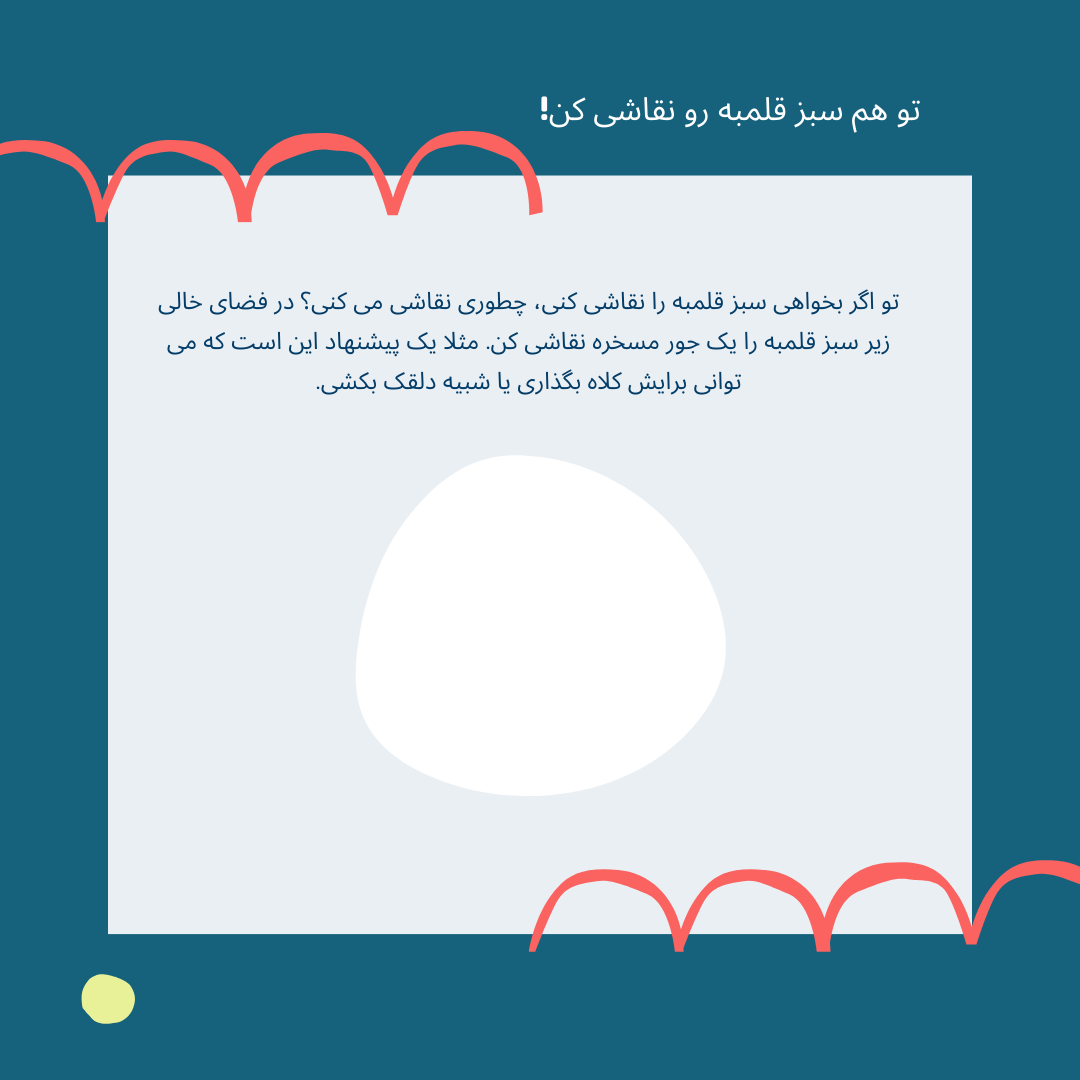 تو هم سبز قلمبه رو نقاشی کن!
تو اگر بخواهی سبز قلمبه را نقاشی کنی، چطوری نقاشی می کنی؟ در فضای خالی
زیر سبز قلمبه را یک جور مسخره نقاشی کن. مثلا یک پیشنهاد این است که می
توانی برایش کلاه بگذاری یا شبیه دلقک بکشی.